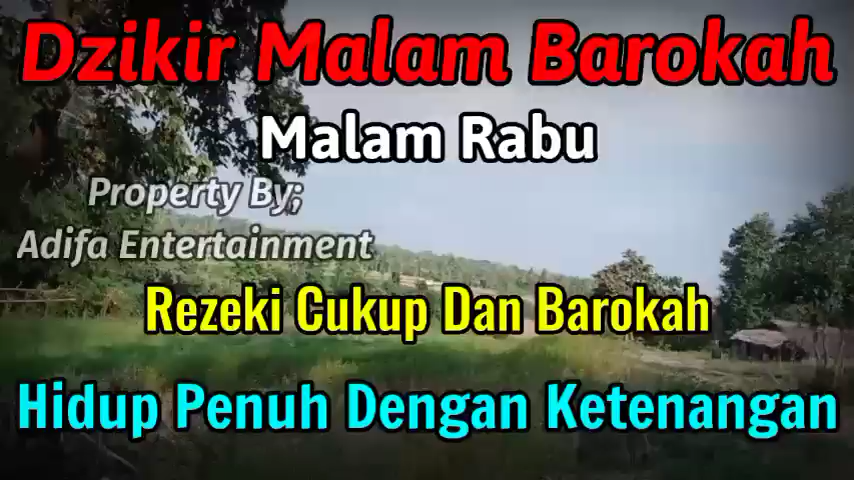 Dzikir Malam Barokah
Malam Rabu
Property By;
Adifa Entertainment
Rezeki Cukup Dan Barokah
Hidup Penuh Dengan Ketenangan